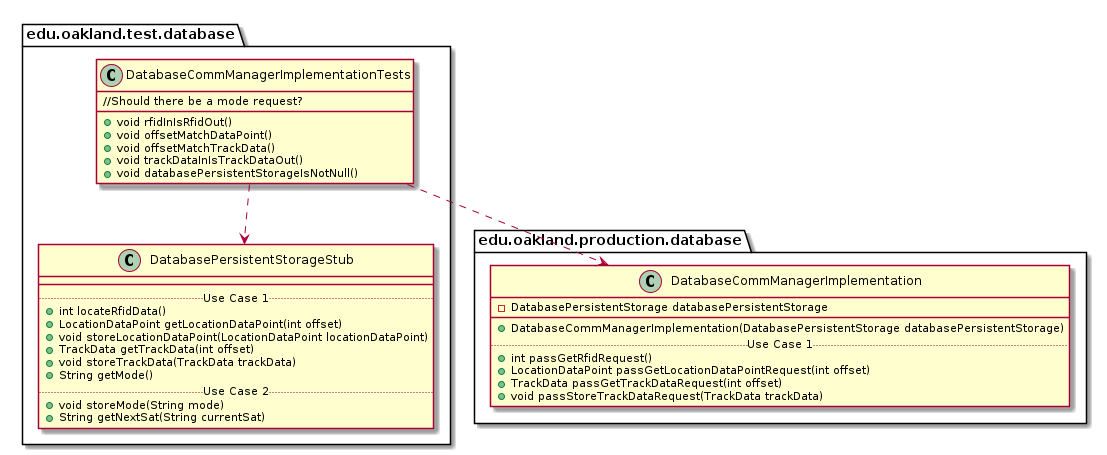 edu.oakland.test.database
C DatabaseCommManagerImplementationTests
//Should there be a mode request?
void rfidInIsRfidOut()
void offsetMatchDataPoint()
void offsetMatchTrackData()
void trackDataInIsTrackDataOut()
void databasePersistentStorageIsNotNull()
C DatabasePersistentStorageStub
Use Case 1
int locateRfidData()
LocationDataPoint getLocationDataPoint(int offset)
void storeLocationDataPoint(LocationDataPoint locationDataPoint)
TrackData getTrackData(int offset)
void storeTrackData(TrackData trackData)
String getMode()
Use Case 2
void storeMode(String mode)
String getNextSat(String currentSat)
edu.oakland.production.database
C DatabaseCommManagerImplementation
DatabasePersistentStorage databasePersistentStorage
DatabaseCommManagerImplementation(DatabasePersistentStorage databasePersistentStorage)
Use Case 1
int passGetRfidRequest()
LocationDataPoint passGetLocationDataPointRequest(int offset)
TrackData passGetTrackDataRequest(int offset)
void passStoreTrackDataRequest(TrackData trackData)